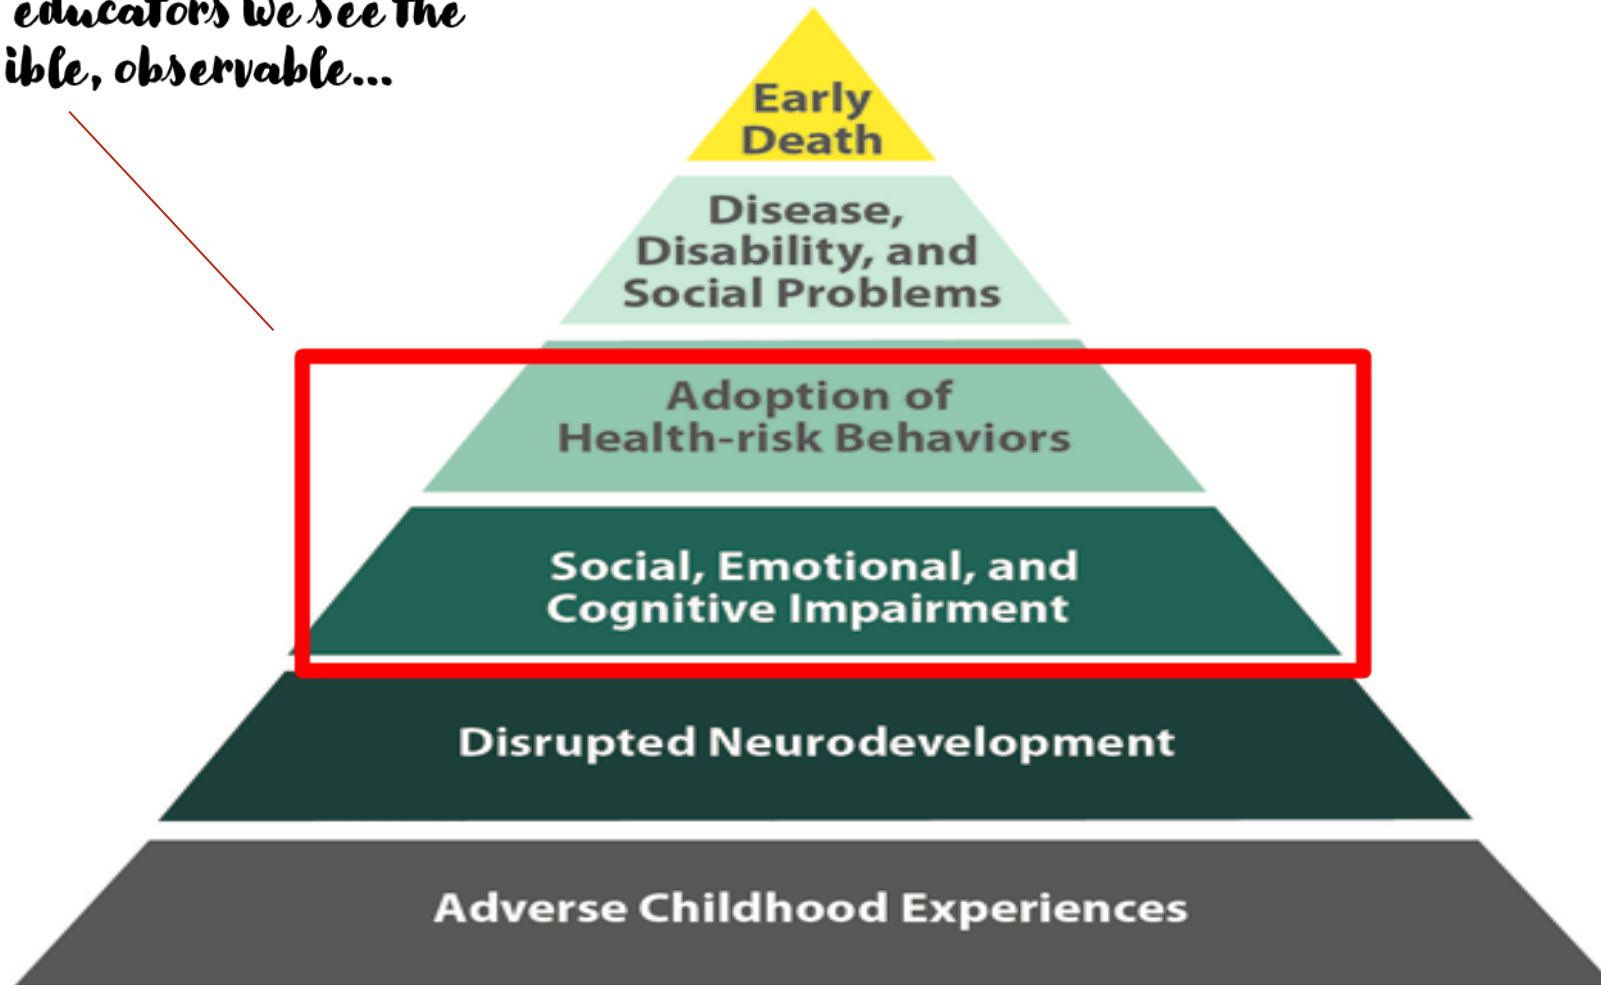 educators we see the
ible, observable...
Early
Death
Disease,
Disability, and
Social Problems
Adoption of
Health-risk Behaviors
Social, Emotional, and
Cognitive Impairment
Disrupted Neurodevelopment
Adverse Childhood Experiences